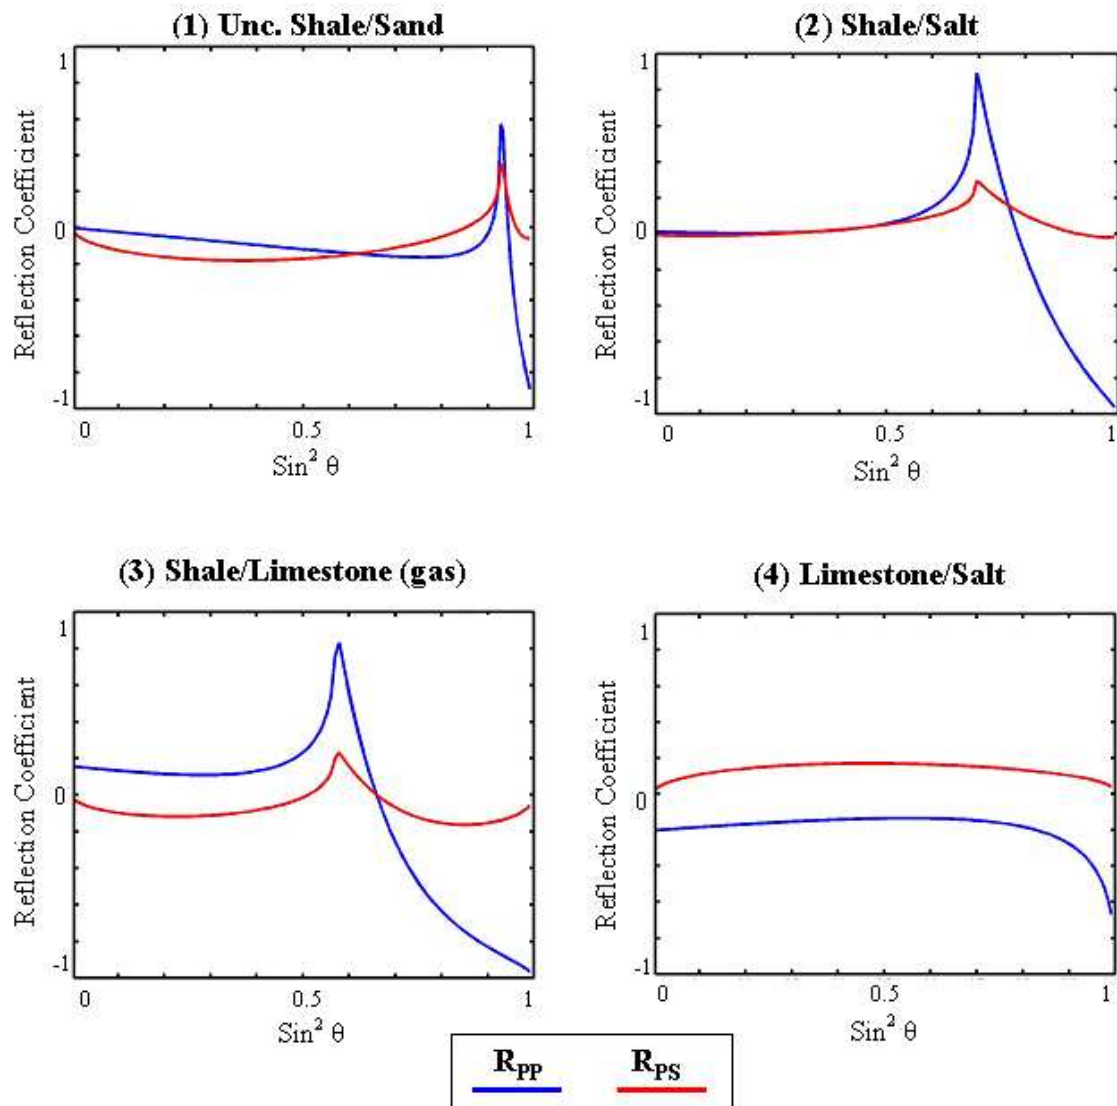 (1) Unc. Shale/Sand
1
0
-1
Reflection Coefficient
0 0.5 1
Sin² θ
(2) Shale/Salt
1
0
-1
Reflection Coefficient
0 0.5 1
Sin² θ
(3) Shale/Limestone (gas)
1
0
-1
Reflection Coefficient
0 0.5 1
Sin² θ
(4) Limestone/Salt
1
0
-1
Reflection Coefficient
0 0.5 1
Sin² θ
R_PP R_PS